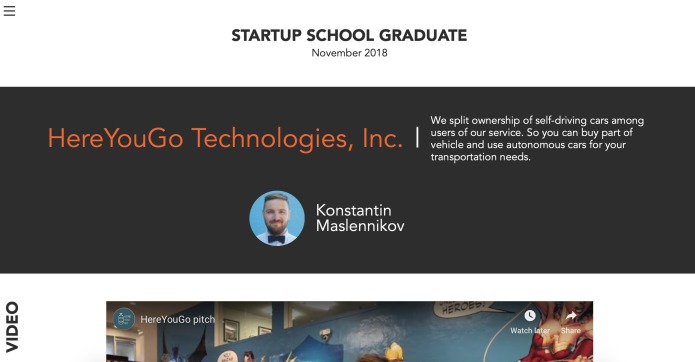 STARTUP SCHOOL GRADUATE
November 2018
HereYouGo Technologies, Inc.
We split ownership of self-driving cars among
users of our service. So you can buy part of
vehicle and use autonomous cars for your
transportation needs.
Konstantin
Maslennikov
VIDEO
HereYouGo pitch
Watch later
Share
HEROES!